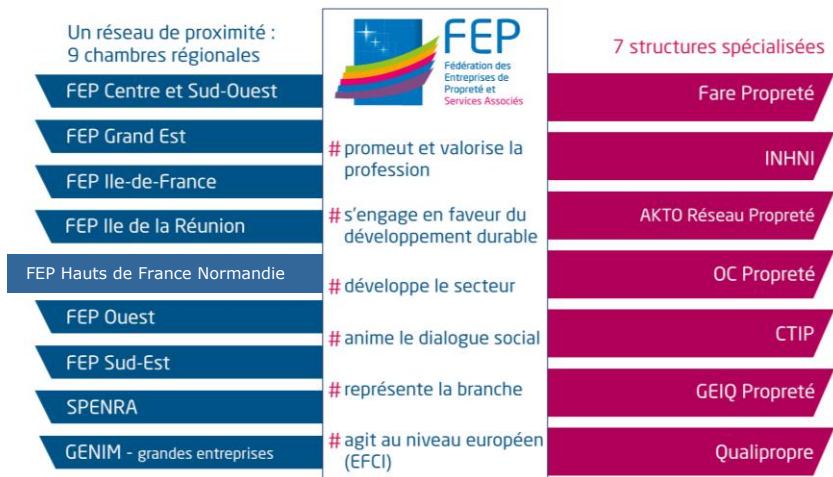 Un réseau de proximité :
9 chambres régionales
FEP Centre et Sud-Ouest
FEP Grand Est
FEP Ile-de-France
FEP Ile de la Réunion
FEP Hauts de France Normandie
FEP Ouest
FEP Sud-Est
SPENRA
GENIM - grandes entreprises
FEP
Fédération des
Entreprises de
Propreté et
Services Associés
# promeut et valorise la
profession
# s'engage en faveur du
développement durable
# développe le secteur
# anime le dialogue social
# représente la branche
# agit au niveau européen
(EFCI)
7 structures spécialisées
Fare Propreté
INHNI
AKTO Réseau Propreté
OC Propreté
CTIP
GEIQ Propreté
Qualipropre